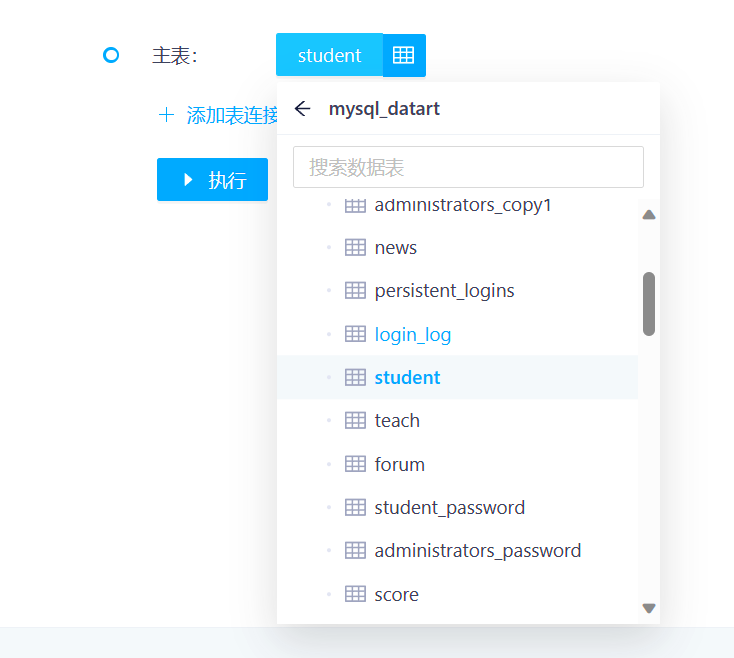 主表： student
mysql_datart
添加表连接
搜索数据表
执行
administrators_copy1
news
persistent_logins
login_log
student
teach
forum
student_password
administrators_password
score